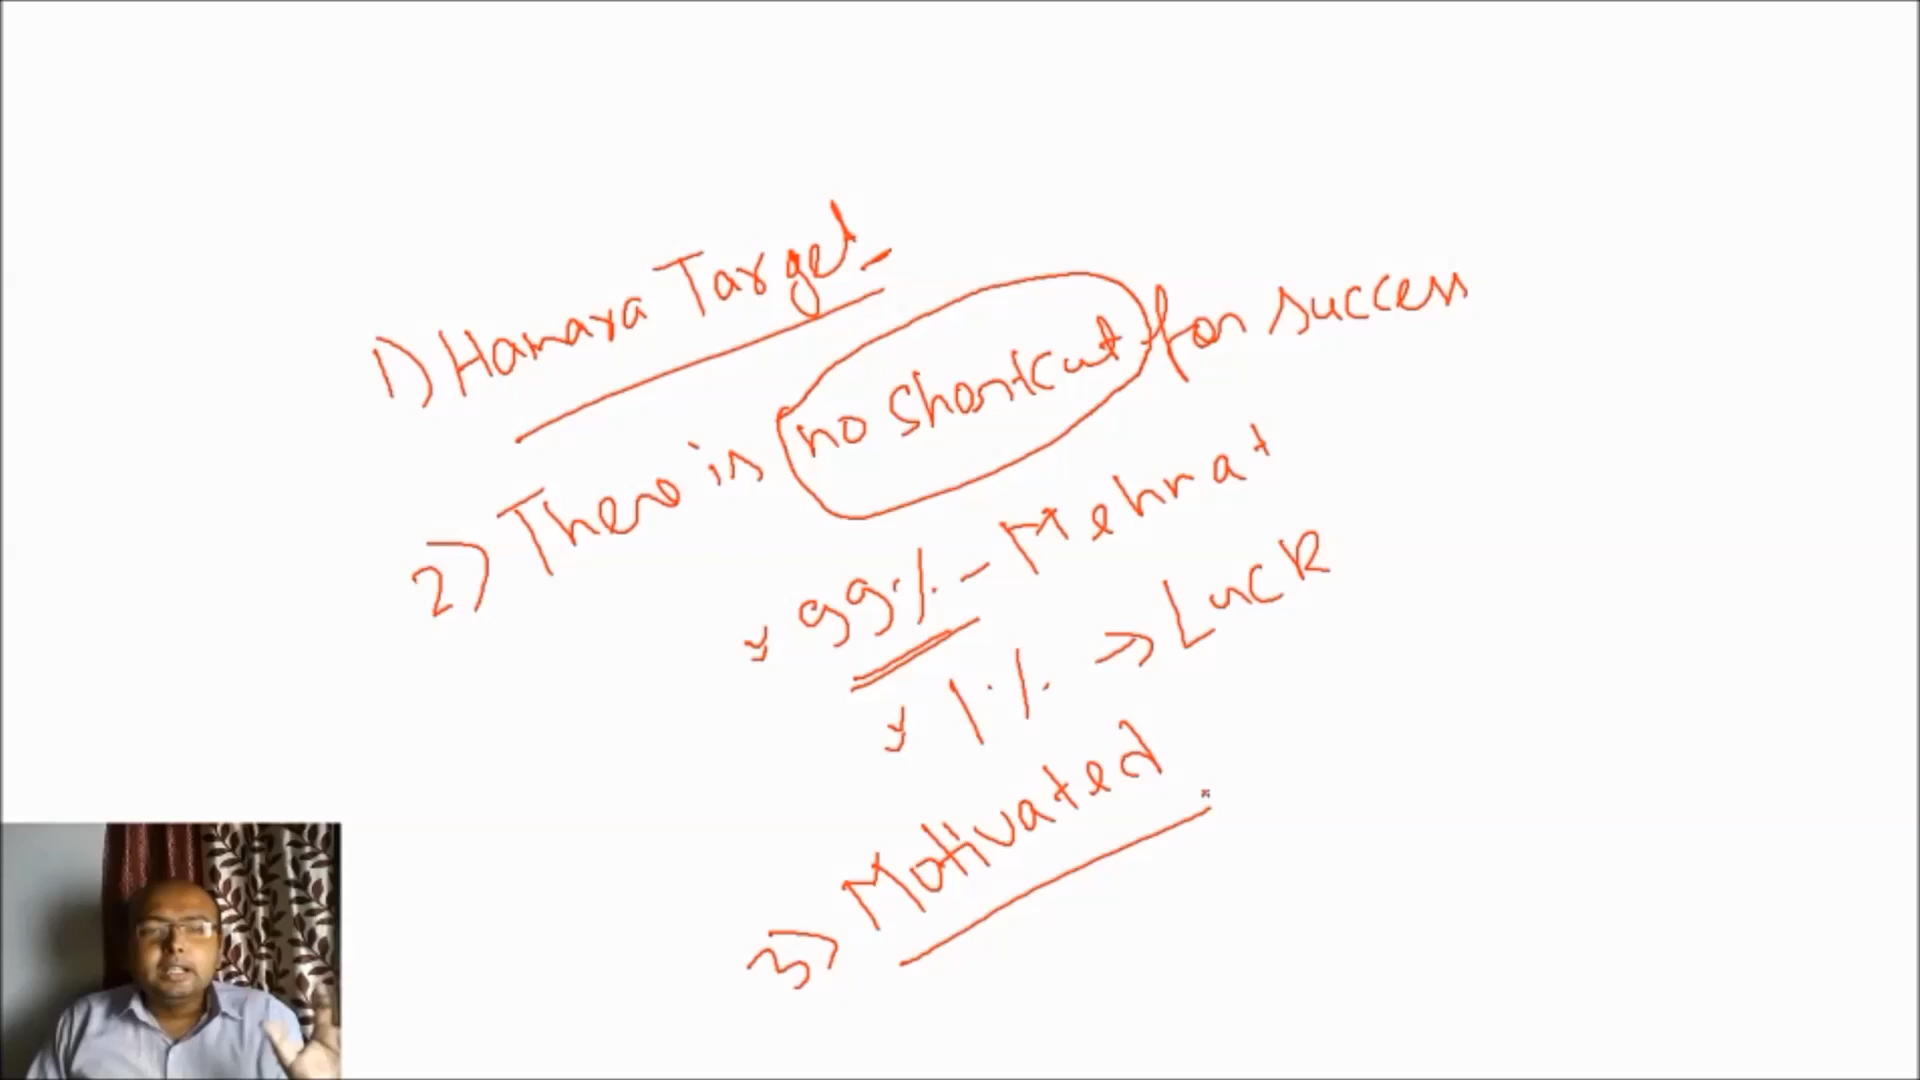 1) Hamara Target
2) There is no shortcut for success
99% - Mehnat
1% → Luck
3) Motivated